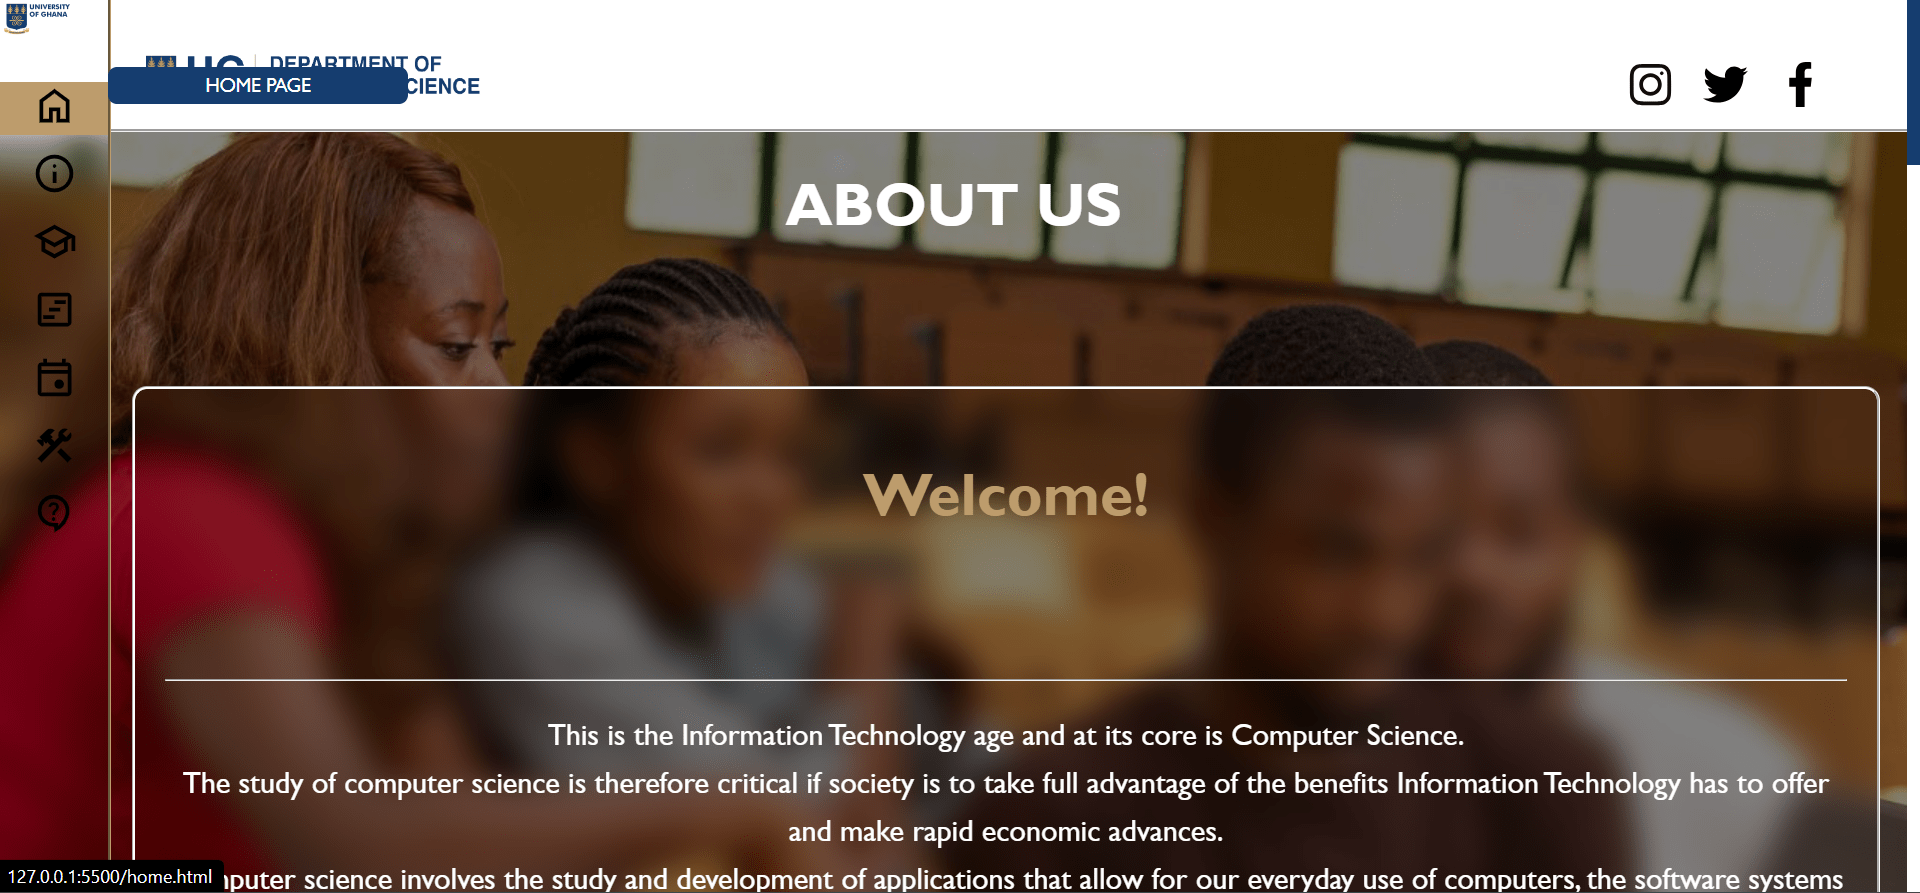 UNIVERSITY
OF GHANA
DEPARTMENT OF
CIENCE
HOME PAGE
ABOUT US
Welcome!
This is the Information Technology age and at its core is Computer Science.
The study of computer science is therefore critical if society is to take full advantage of the benefits Information Technology has to offer
and make rapid economic advances.
puter science involves the study and development of applications that allow for our everyday use of computers, the software systems
127.0.0.1:5500/home.html